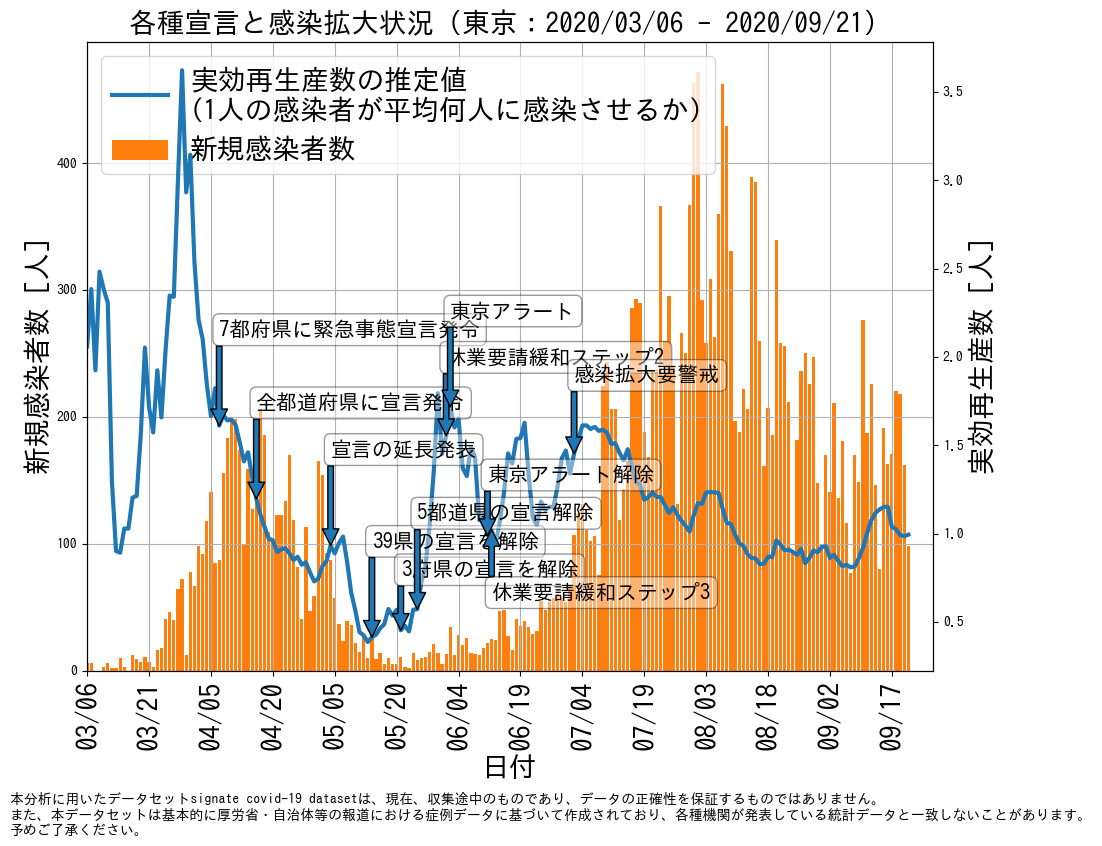 各種宣言と感染拡大状況 (東京：2020/03/06 - 2020/09/21)
実効再生産数の推定値
(1人の感染者が平均何人に感染させるか)
新規感染者数
新規感染者数 [人]
400
300
200
100
0
3.5
3.0
2.5
2.0
1.5
1.0
0.5
実効再生産数 [人]
東京アラート
7都府県に緊急事態宣言発令
休業要請緩和ステップ2
感染拡大要警戒
全都道府県に宣言発令
宣言の延長発表
東京アラート解除
5都道県の宣言解除
39県の宣言を解除
3府県の宣言を解除
休業要請緩和ステップ3
03/06
03/21
04/05
04/20
05/05
05/20
06/04
06/19
07/04
07/19
08/03
08/18
09/02
09/17
日付
本分析に用いたデータセットsignate covid-19 datasetは、現在、収集途中のものであり、データの正確性を保証するものではありません。
また、本データセットは基本的に厚労省・自治体等の報道における症例データに基づいて作成されており、各種機関が発表している統計データと一致しないことがあります。
予めご了承ください。